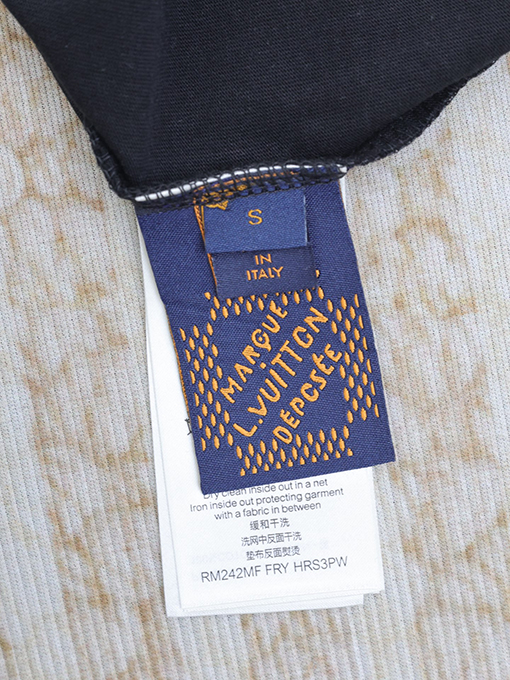 S
IN
ITALY
MARQUE
L.VUITTON
DÉPOSÉE
Dry clean inside out in a net
Iron inside out protecting garment
with a fabric in between
缓和干洗
洗网中反面干洗
垫布反面熨烫
RM242MF FRY HRS3PW